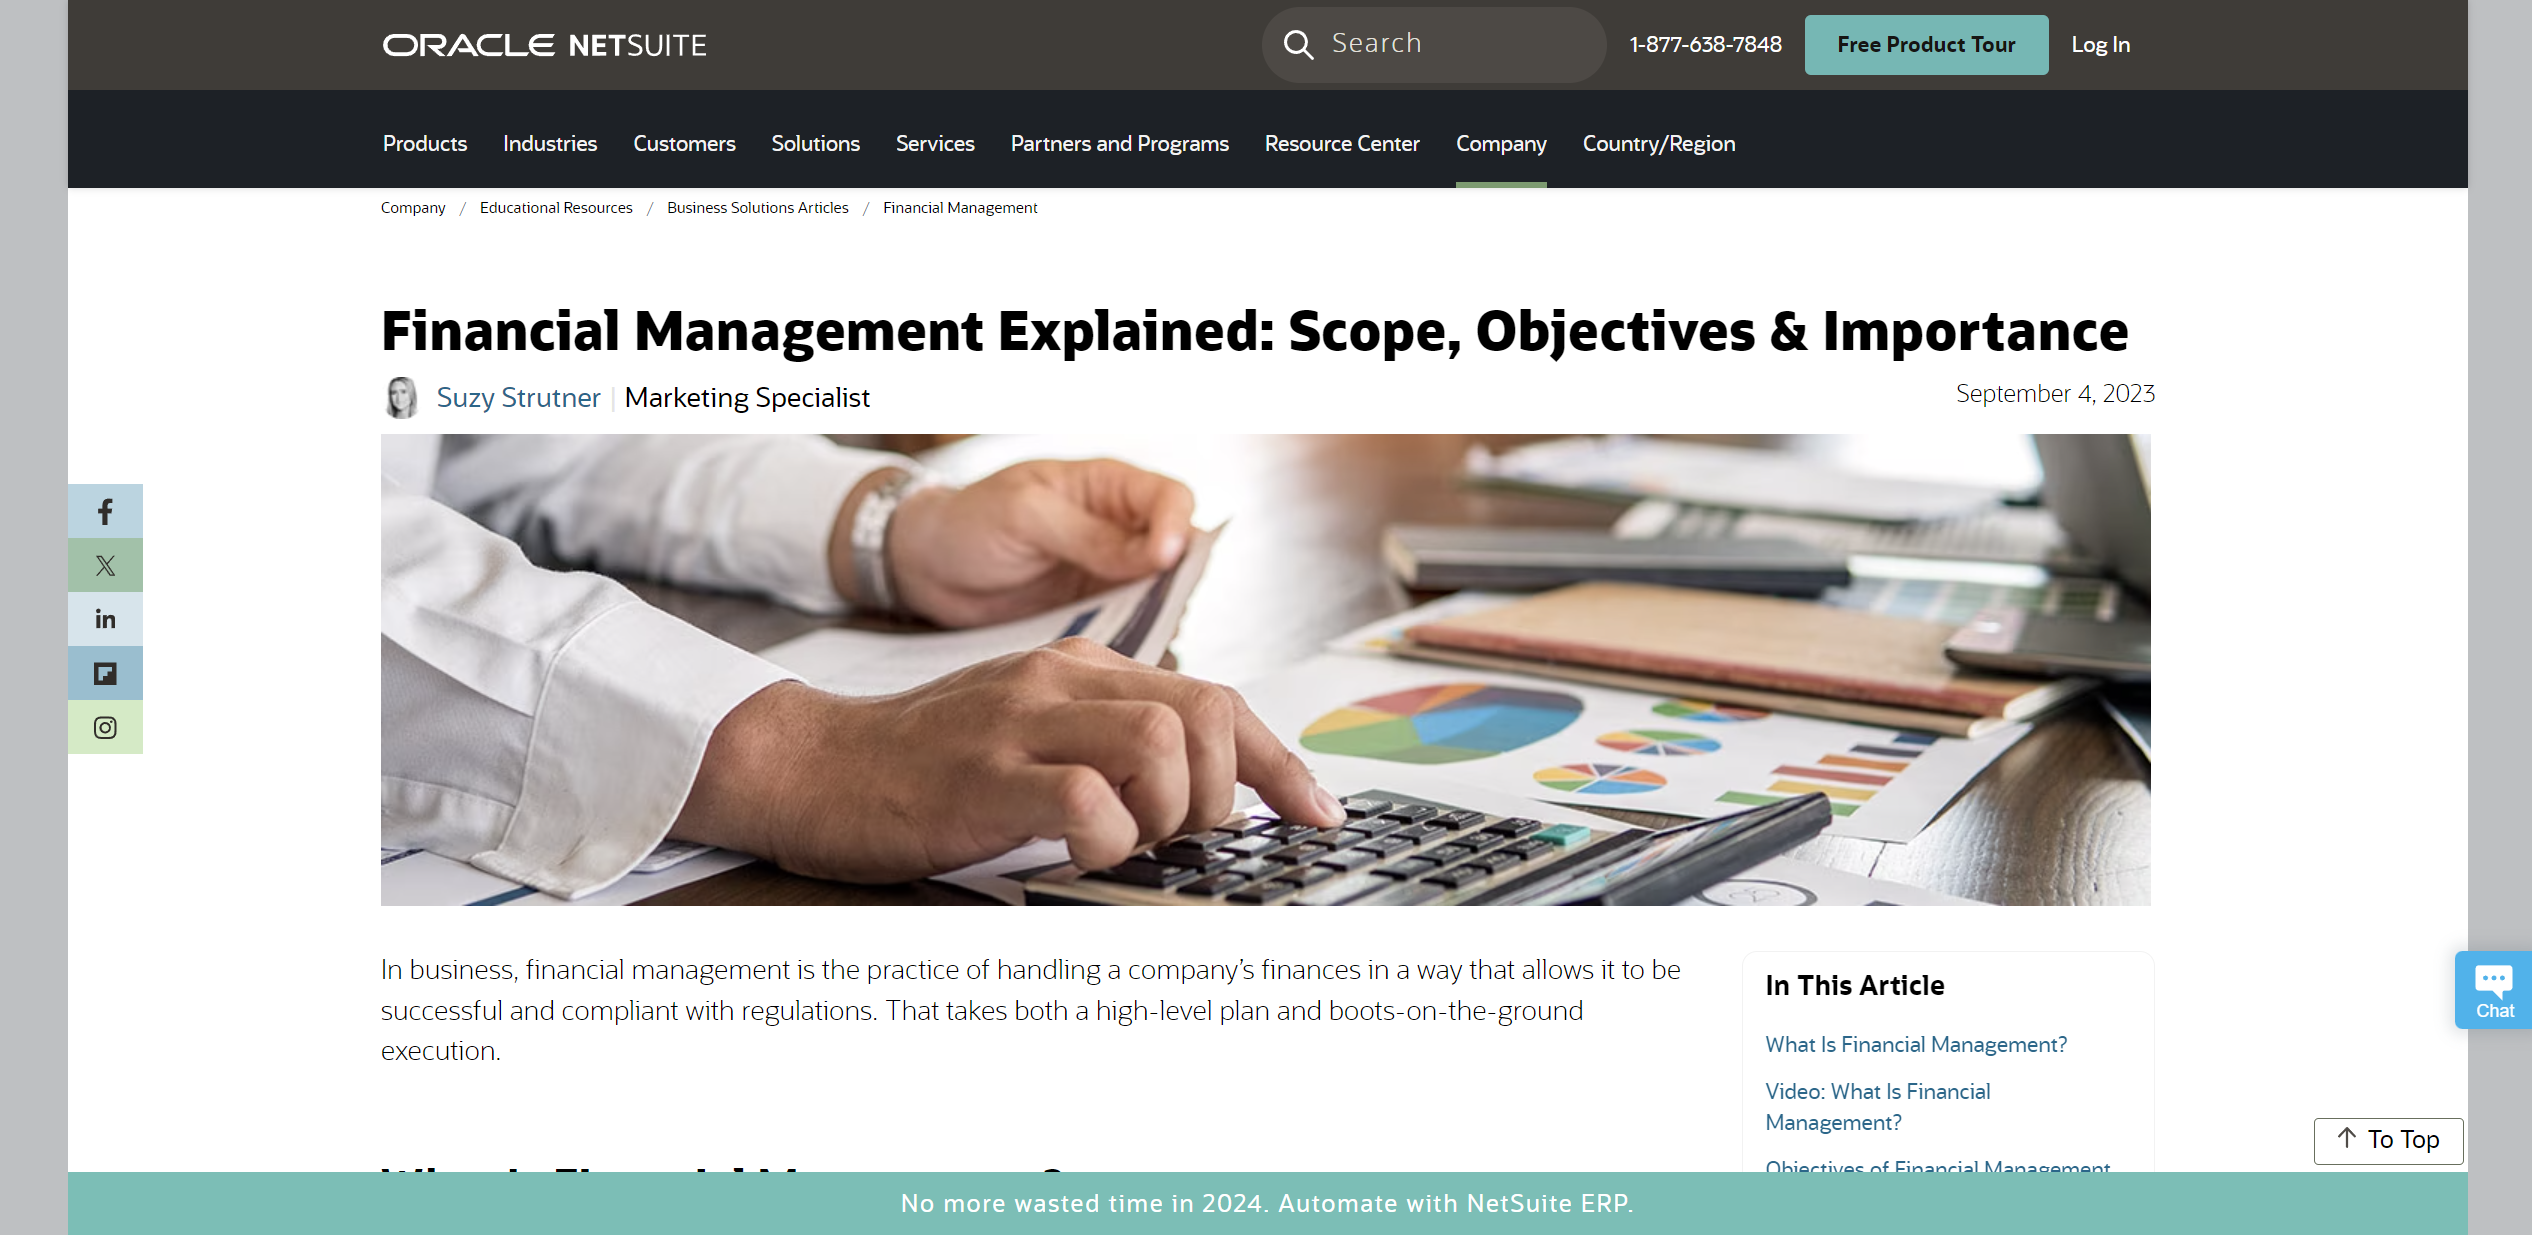 ORACLE NETSUITE
Search
1-877-638-7848
Free Product Tour
Log In
Products Industries Customers Solutions Services Partners and Programs Resource Center Company Country/Region
Company / Educational Resources / Business Solutions Articles / Financial Management
Financial Management Explained: Scope, Objectives & Importance
Suzy Strutner | Marketing Specialist
September 4, 2023
In business, financial management is the practice of handling a company’s finances in a way that allows it to be
successful and compliant with regulations. That takes both a high-level plan and boots-on-the-ground
execution.
In This Article
What Is Financial Management?
Video: What Is Financial
Management?
Objectives of Financial Management
Chat
To Top
No more wasted time in 2024. Automate with NetSuite ERP.